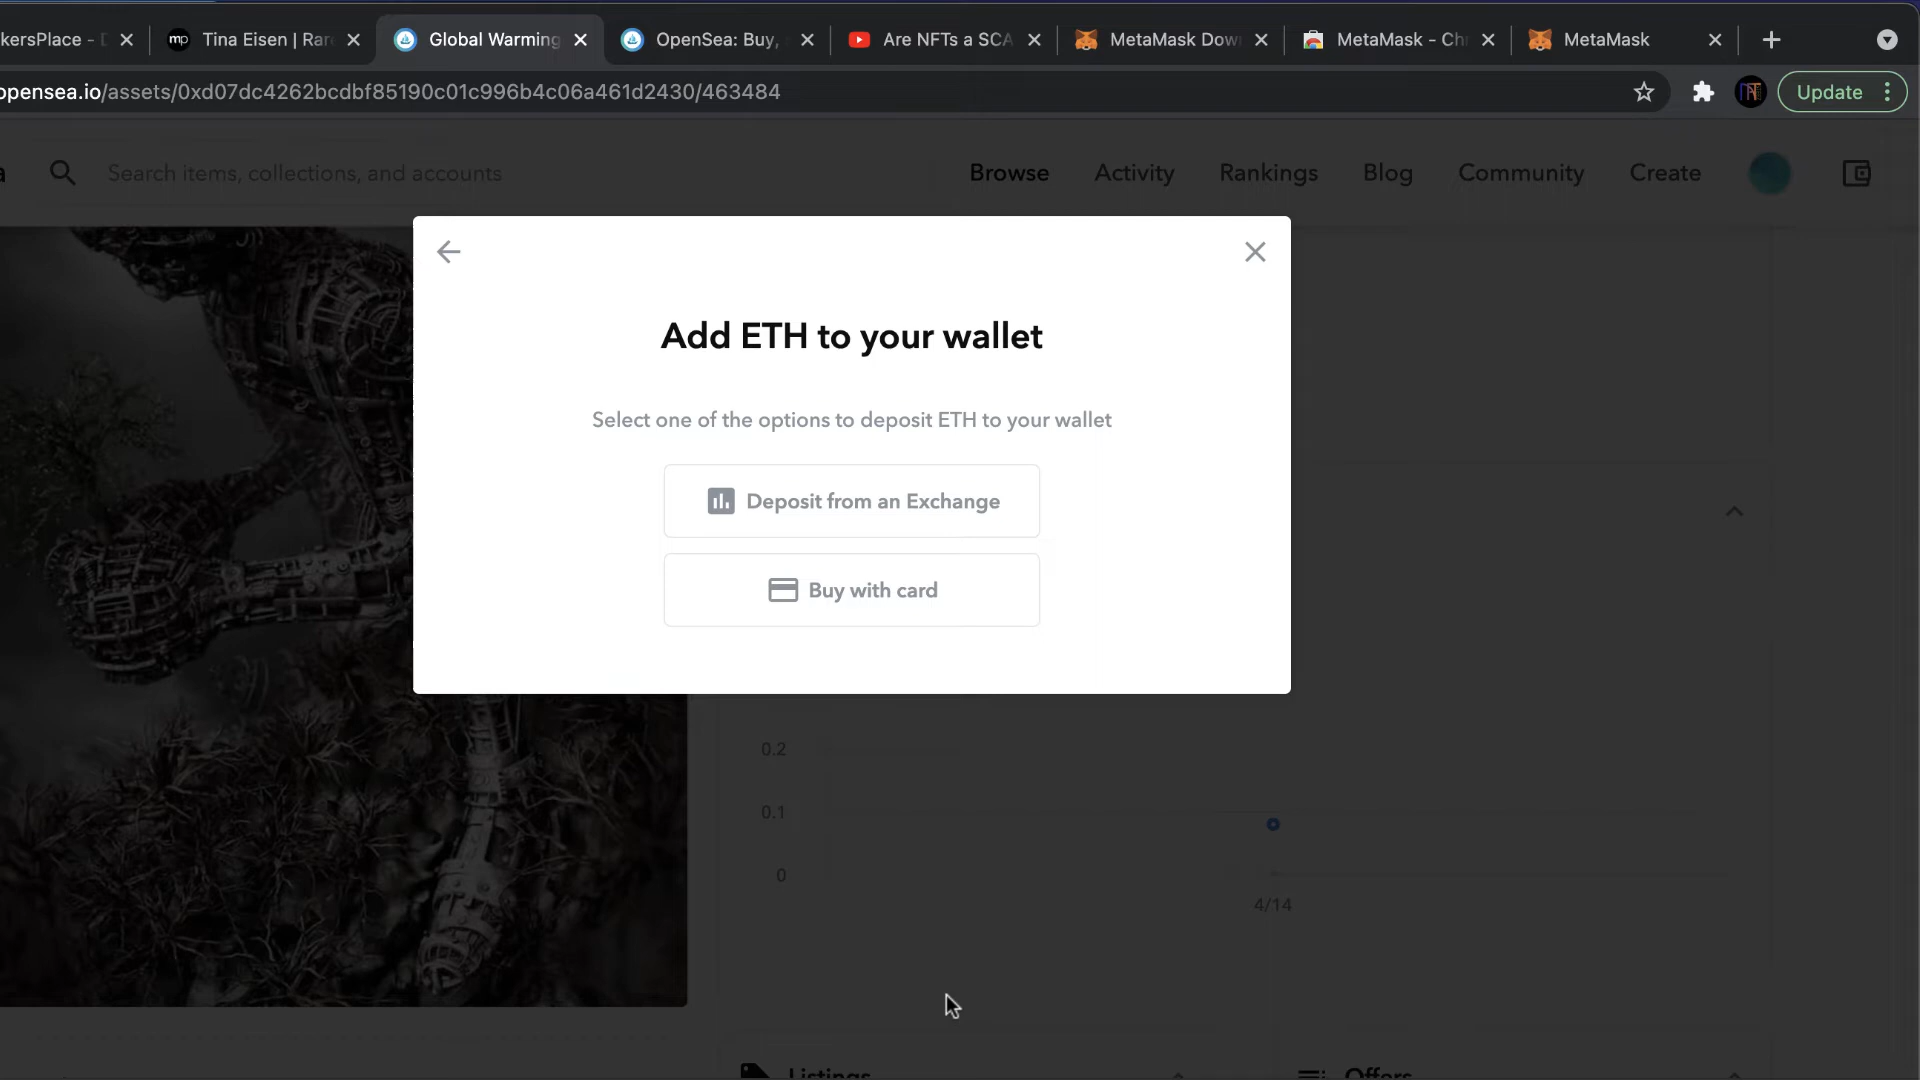 kersPlace -
Tina Eisen | Rar
Global Warming
OpenSea: Buy,
Are NFTs a SCA
MetaMask Dow
MetaMask - Ch
MetaMask
opensea.io/assets/0xd07dc4262bcdbf85190c01c996b4c06a461d2430/463484
Update
a
Search items, collections, and accounts
Browse
Activity
Rankings
Blog
Community
Create
Add ETH to your wallet
Select one of the options to deposit ETH to your wallet
Deposit from an Exchange
Buy with card
0.2
0.1
0
4/14
Listings
Offers